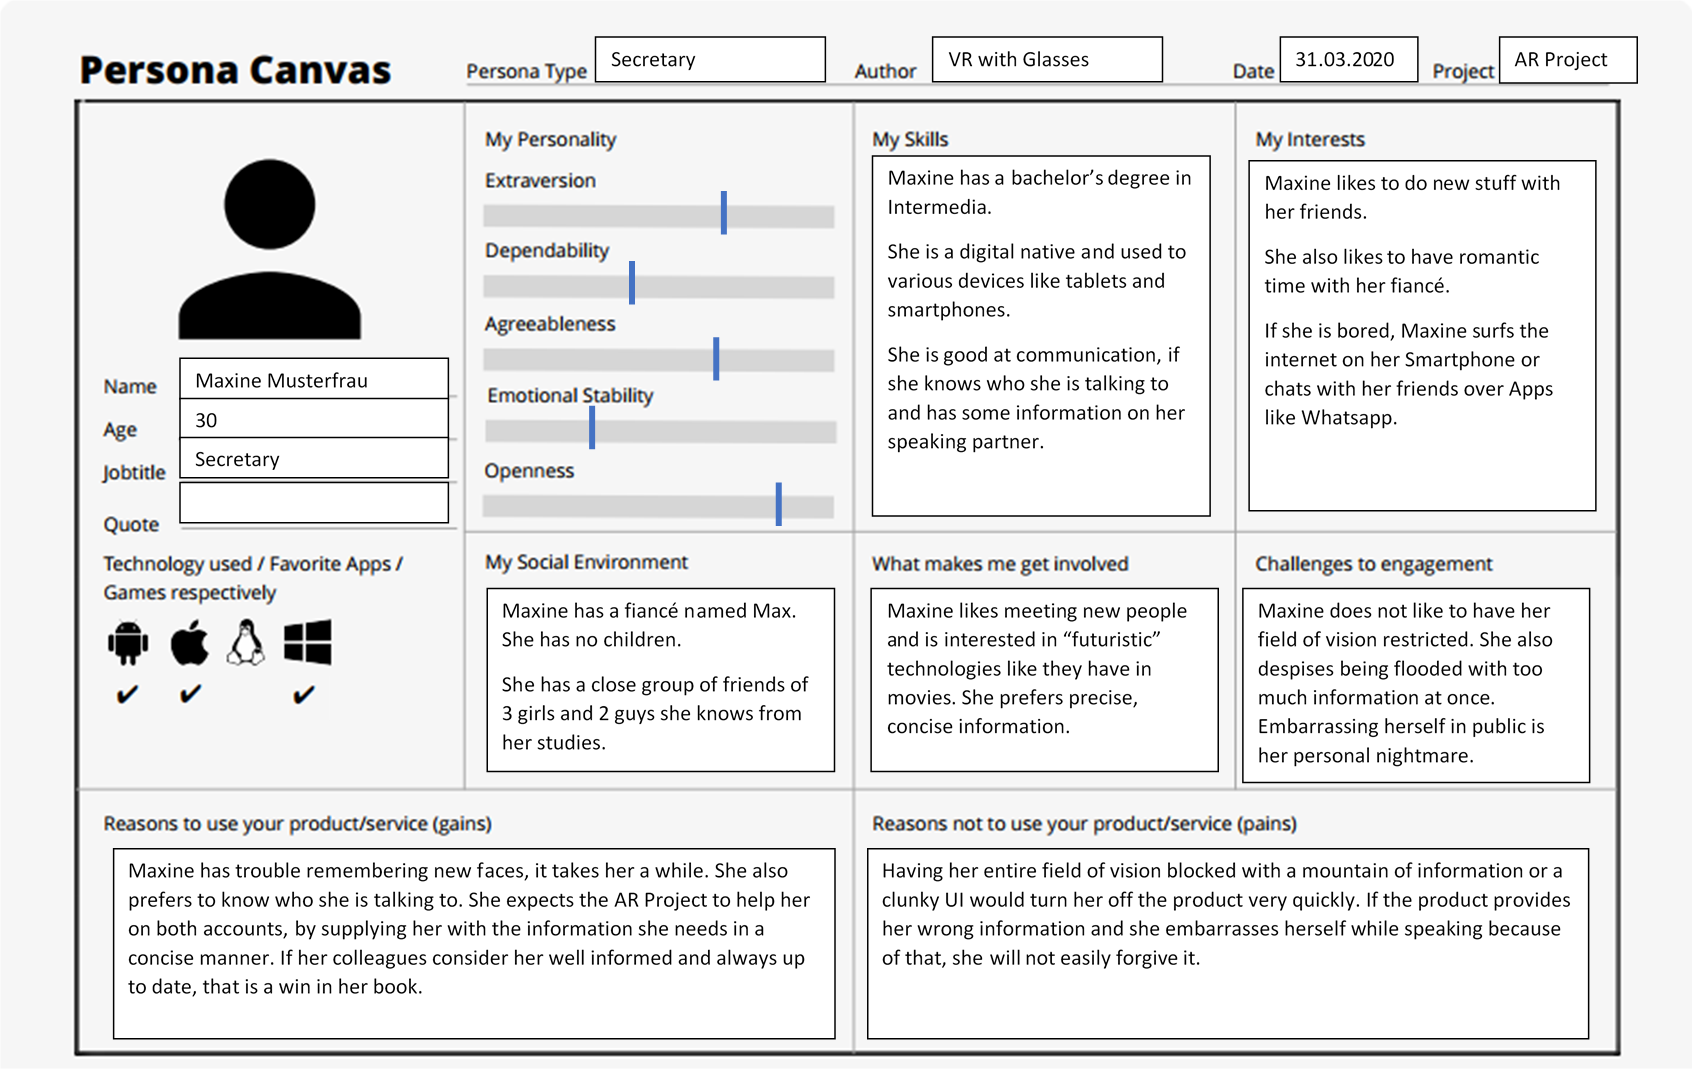 Persona Canvas
Persona Type
Secretary
Author
VR with Glasses
Date
31.03.2020
Project
AR Project
Name
Maxine Musterfrau
Age
30
Jobtitle
Secretary
Quote
Technology used / Favorite Apps /
Games respectively
✔ ✔ ✔
My Personality
Extraversion
Dependability
Agreeableness
Emotional Stability
Openness
My Skills
Maxine has a bachelor’s degree in
Intermedia.
She is a digital native and used to
various devices like tablets and
smartphones.
She is good at communication, if
she knows who she is talking to
and has some information on her
speaking partner.
My Interests
Maxine likes to do new stuff with
her friends.
She also likes to have romantic
time with her fiancé.
If she is bored, Maxine surfs the
internet on her Smartphone or
chats with her friends over Apps
like Whatsapp.
My Social Environment
Maxine has a fiancé named Max.
She has no children.
She has a close group of friends of
3 girls and 2 guys she knows from
her studies.
What makes me get involved
Maxine likes meeting new people
and is interested in “futuristic”
technologies like they have in
movies. She prefers precise,
concise information.
Challenges to engagement
Maxine does not like to have her
field of vision restricted. She also
despises being flooded with too
much information at once.
Embarrassing herself in public is
her personal nightmare.
Reasons to use your product/service (gains)
Maxine has trouble remembering new faces, it takes her a while. She also
prefers to know who she is talking to. She expects the AR Project to help her
on both accounts, by supplying her with the information she needs in a
concise manner. If her colleagues consider her well informed and always up
to date, that is a win in her book.
Reasons not to use your product/service (pains)
Having her entire field of vision blocked with a mountain of information or a
clunky UI would turn her off the product very quickly. If the product provides
her wrong information and she embarrasses herself while speaking because
of that, she will not easily forgive it.